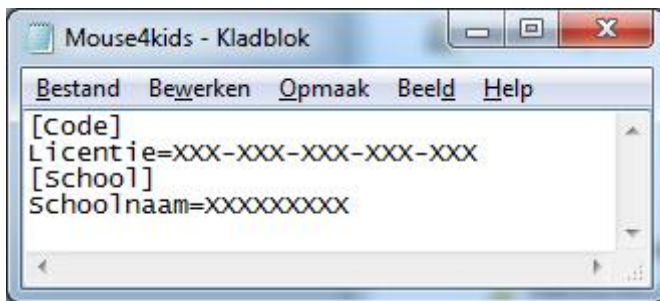 Mouse4kids - Kladblok
Bestand Bewerken Opmaak Beeld Help
[Code]
Licentie=XXX-XXX-XXX-XXX-XXX
[School]
Schoolnaam=XXXXXXXXX